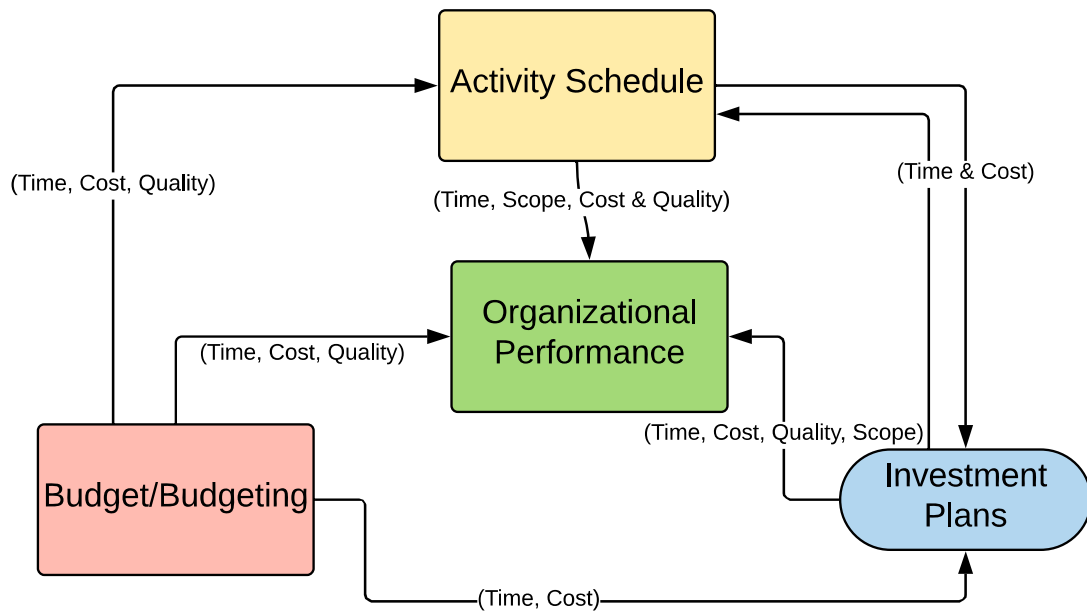 Activity Schedule
(Time & Cost)
(Time, Cost, Quality)
(Time, Scope, Cost & Quality)
Organizational
Performance
(Time, Cost, Quality)
(Time, Cost, Quality, Scope)
Budget/Budgeting
Investment
Plans
(Time, Cost)